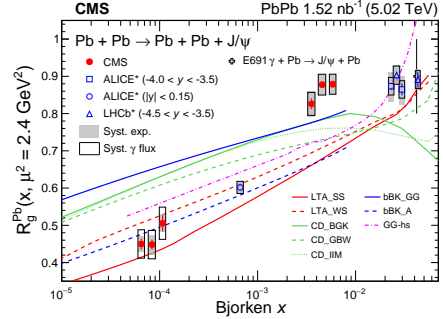 CMS PbPb 1.52 nb⁻¹ (5.02 TeV)
Pb + Pb → Pb + Pb + J/ψ
CMS
E691 γ + Pb → J/ψ + Pb
ALICE* (-4.0 < y < -3.5)
ALICE* (|y| < 0.15)
LHCb* (-4.5 < y < -3.5)
Syst. exp.
Syst. γ flux
LTA_SS
LTA_WS
CD_BGK
CD_GBW
CD_IIM
bBK_GG
bBK_A
GG-hs
R_g^Pb(x, μ² = 2.4 GeV²)
0.9
0.8
0.7
0.6
0.5
0.4
10⁻⁵ 10⁻⁴ 10⁻³ 10⁻²
Bjorken x